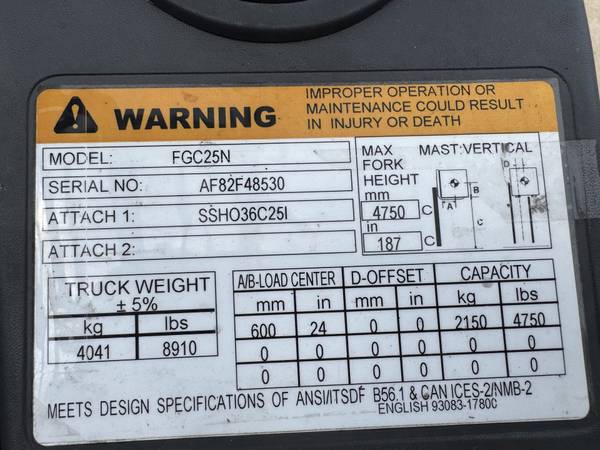 WARNING
IMPROPER OPERATION OR
MAINTENANCE COULD RESULT
IN INJURY OR DEATH
MODEL: FGC25N
SERIAL NO: AF82F48530
ATTACH 1: SSHO36C25I
ATTACH 2:
MAX
FORK
HEIGHT
mm
4750 C
in
187 C
MAST:VERTICAL
D
B
A
C
TRUCK WEIGHT
± 5%
kg lbs
4041 8910
A/B-LOAD CENTER D-OFFSET CAPACITY
mm in mm in kg lbs
600 24 0 0 2150 4750
0 0 0 0 0 0
0 0 0 0 0 0
MEETS DESIGN SPECIFICATIONS OF ANSI/ITSDF B56.1 & CAN ICES-2/NMB-2
ENGLISH 93083-1780C